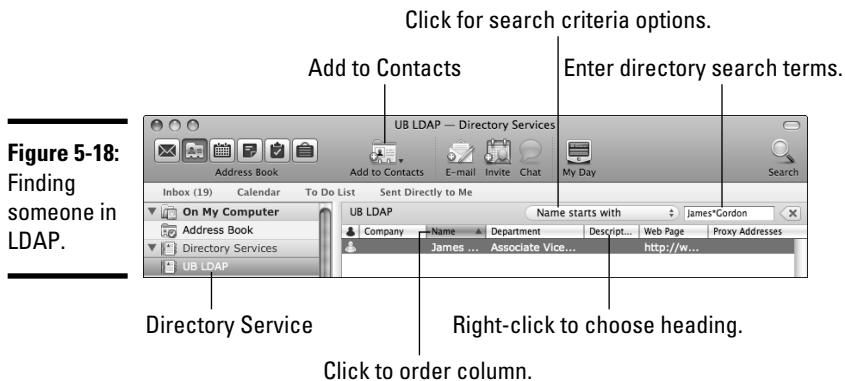 Click for search criteria options.
Add to Contacts
Enter directory search terms.
Figure 5-18:
Finding
someone in
LDAP.
UB LDAP — Directory Services
Address Book
Add to Contacts
E-mail
Invite
Chat
My Day
Search
Inbox (19)
Calendar
To Do List
Sent Directly to Me
On My Computer
Address Book
Directory Services
UB LDAP
UB LDAP
Name starts with
James*Gordon
Company
Name
Department
Descript...
Web Page
Proxy Addresses
James ...
Associate Vice...
http://w...
Directory Service
Right-click to choose heading.
Click to order column.